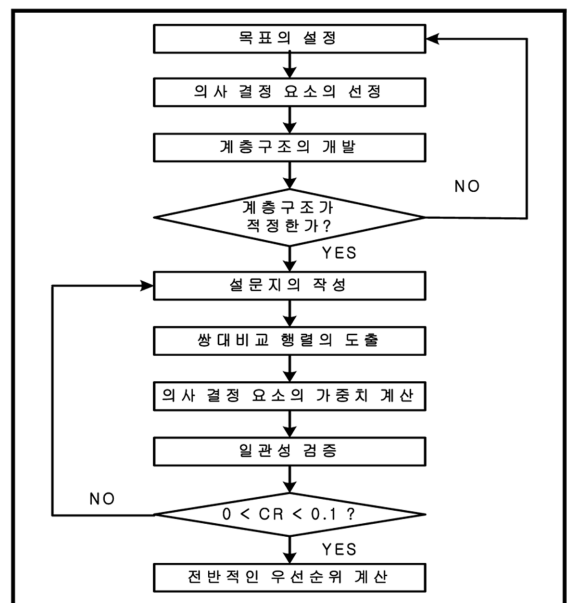 목표의 설정
의사 결정 요소의 선정
계층구조의 개발
NO
계층구조가
적정한가?
YES
설문지의 작성
쌍대비교 행렬의 도출
의사 결정 요소의 가중치 계산
일관성 검증
NO
0 < CR < 0.1 ?
YES
전반적인 우선순위 계산